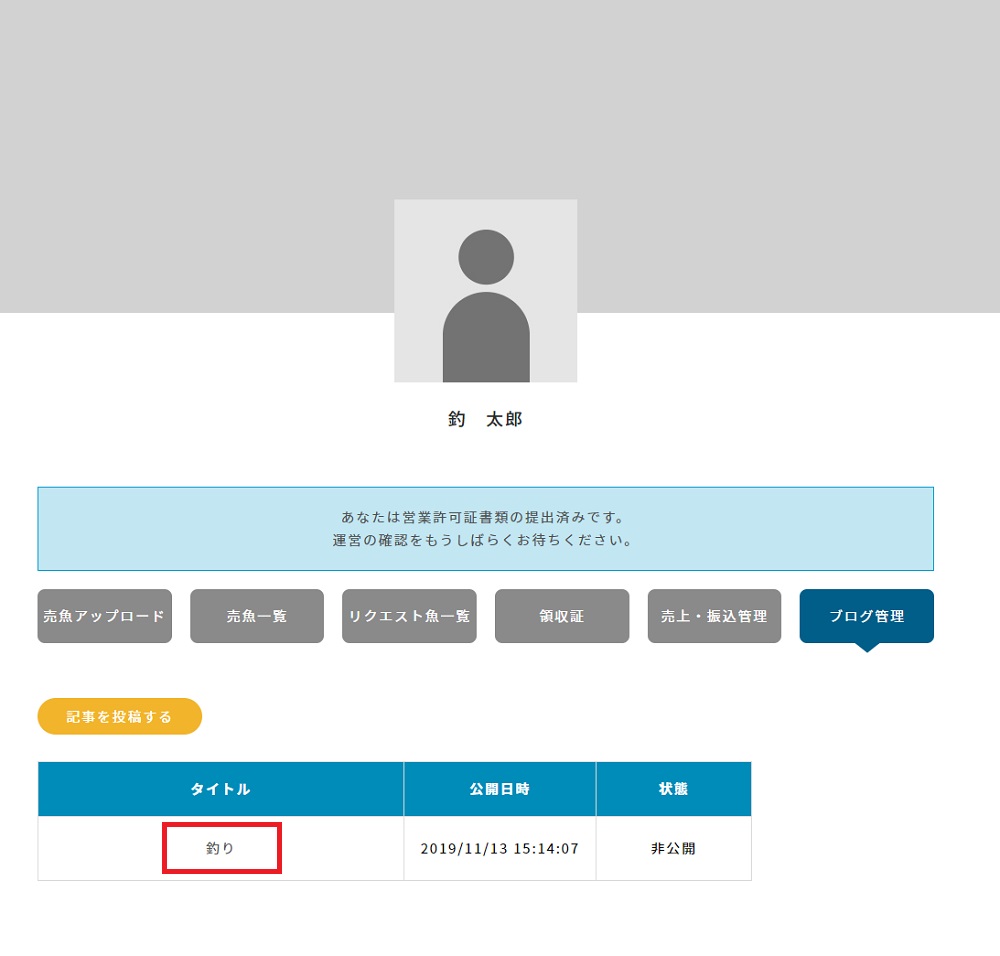 釣　太郎
あなたは営業許可証書類の提出済みです。
運営の確認をもうしばらくお待ちください。
売魚アップロード
売魚一覧
リクエスト魚一覧
領収証
売上・振込管理
ブログ管理
記事を投稿する
タイトル 公開日時 状態
釣り 2019/11/13 15:14:07 非公開